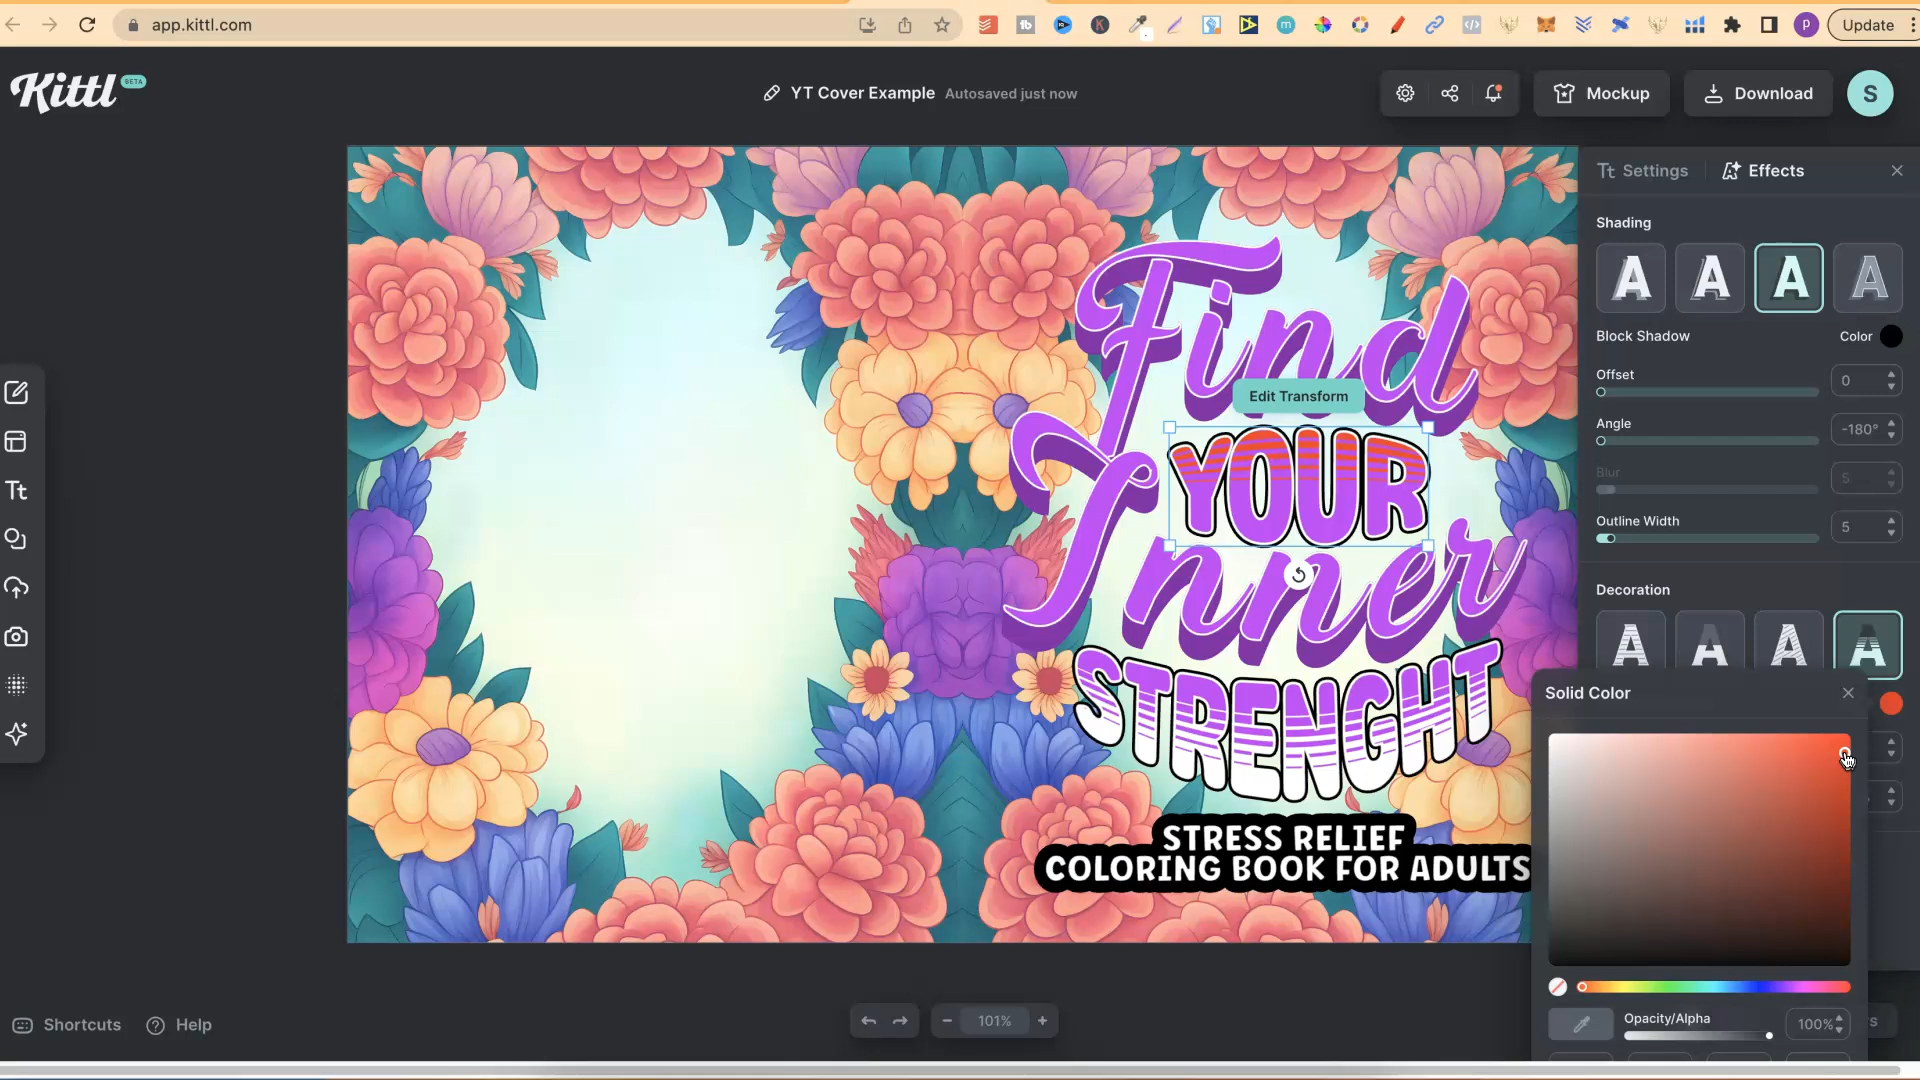 app.kittl.com
Update
Kittl BETA
YT Cover Example Autosaved just now
Mockup
Download
S
Tt Settings
Effects
Shading
A A A A
Block Shadow
Color
Offset
0
Angle
-180°
Blur
5
Outline Width
5
Decoration
A A A A
Find
Edit Transform
YOUR
Inner
STRENGHT
STRESS RELIEF
COLORING BOOK FOR ADULTS
Tt
Solid Color
Opacity/Alpha
100%
Shortcuts
Help
101%